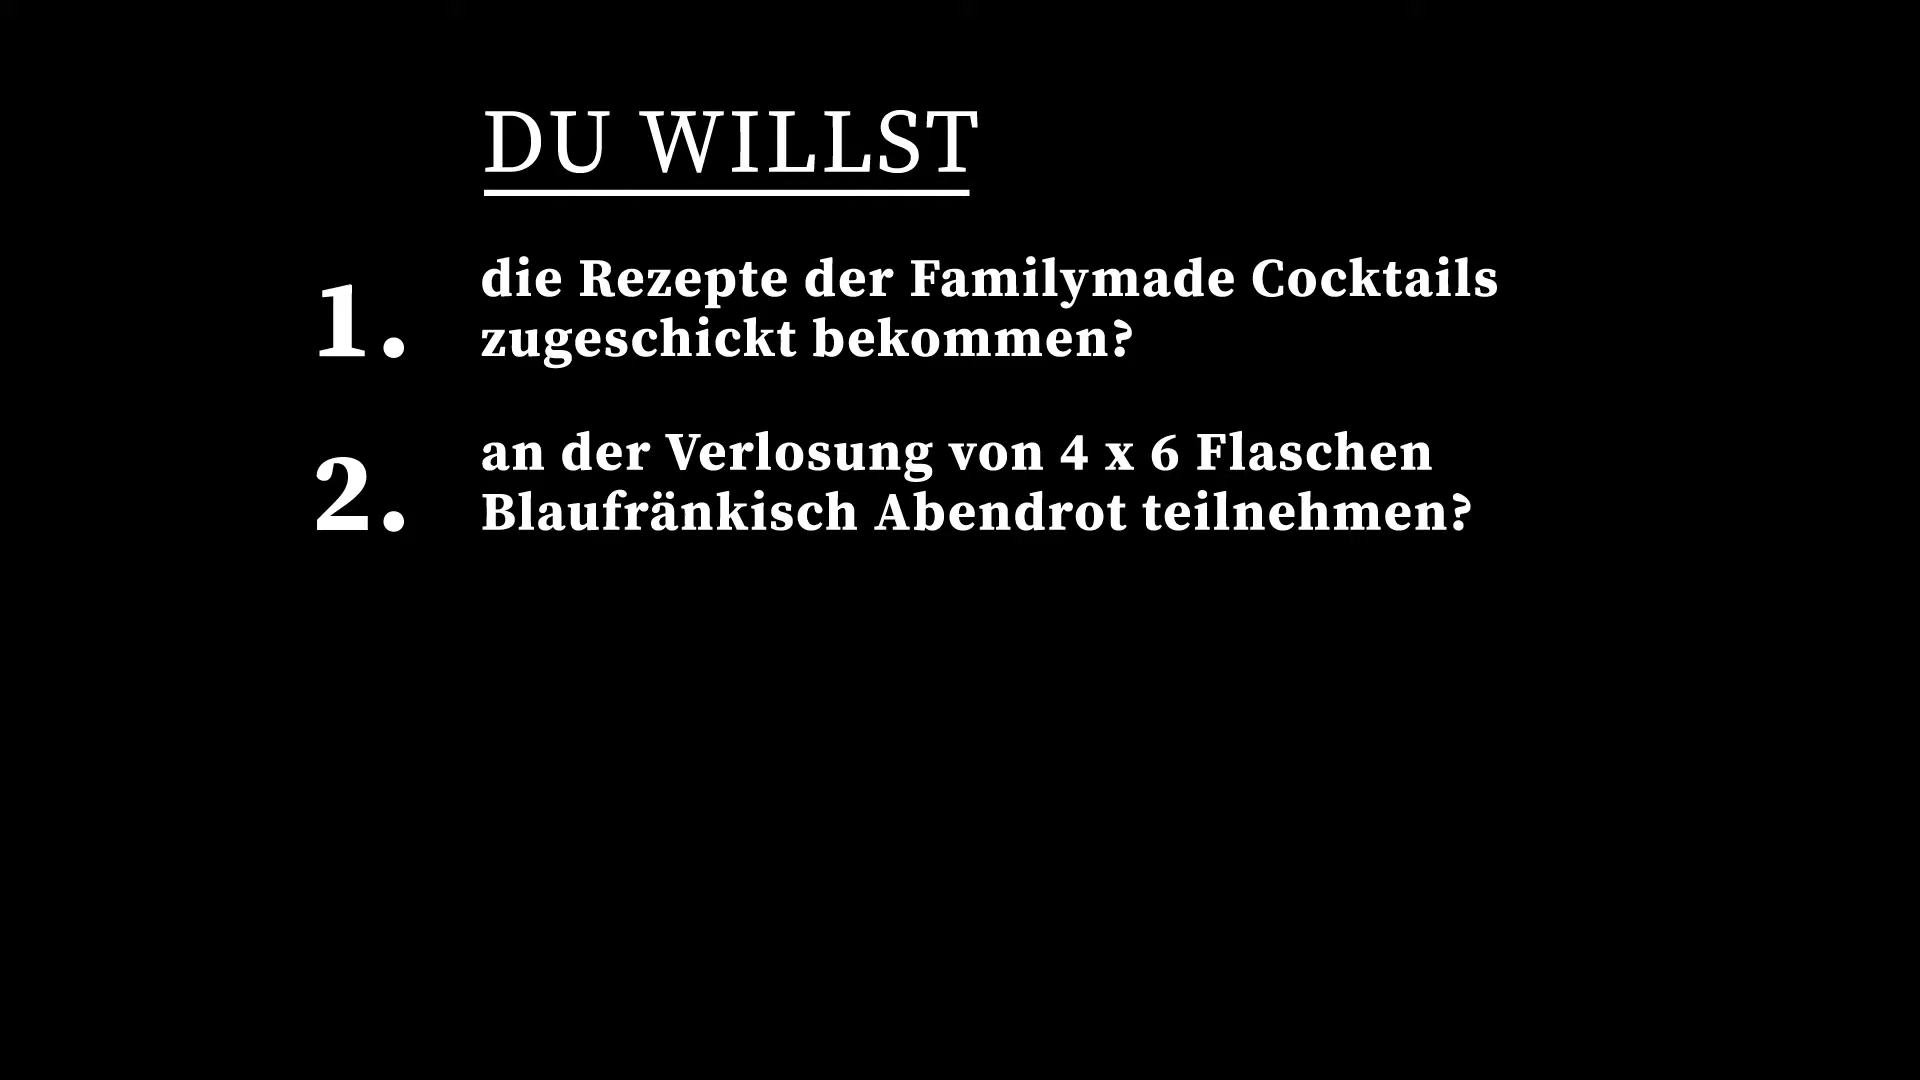 DU WILLST
1. die Rezepte der Familymade Cocktails
zugeschickt bekommen?
2. an der Verlosung von 4 x 6 Flaschen
Blaufränkisch Abendrot teilnehmen?